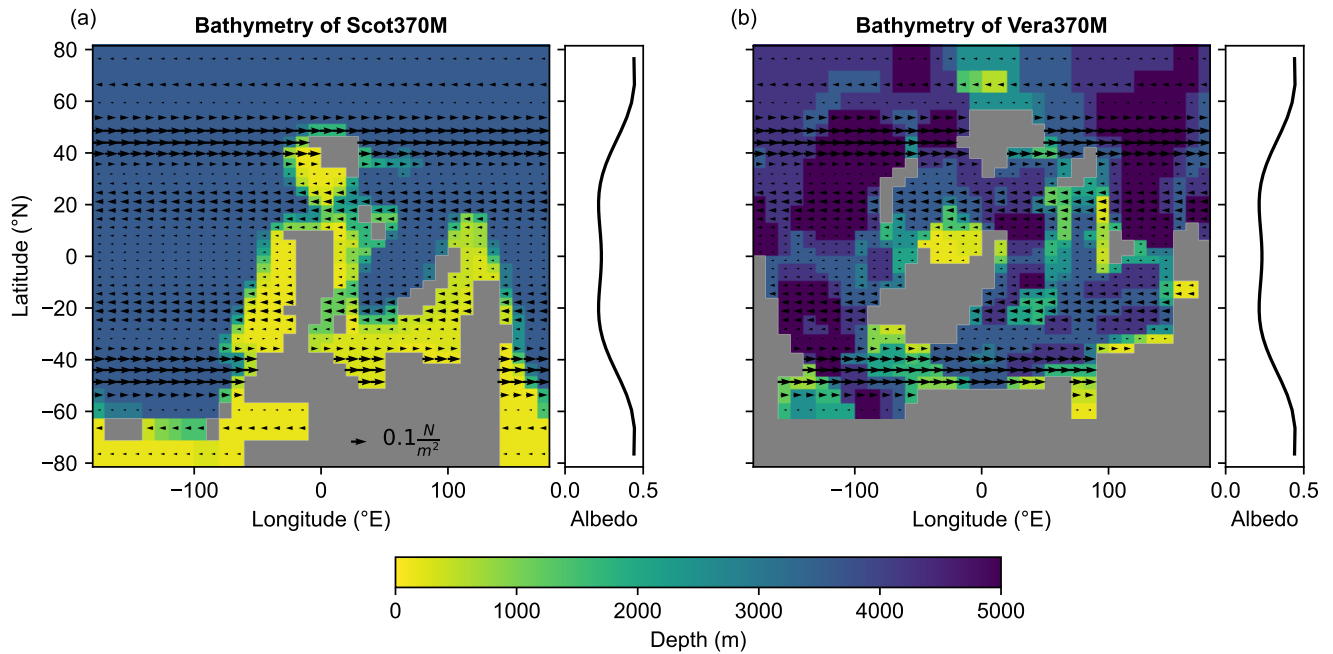 (a)
Bathymetry of Scot370M
(b)
Bathymetry of Vera370M
80
60
40
20
0
−20
−40
−60
−80
Latitude (°N)
0.1 N/m²
−100
0
100
Longitude (°E)
0.0
0.5
Albedo
−100
0
100
Longitude (°E)
0.0
0.5
Albedo
0
1000
2000
3000
4000
5000
Depth (m)